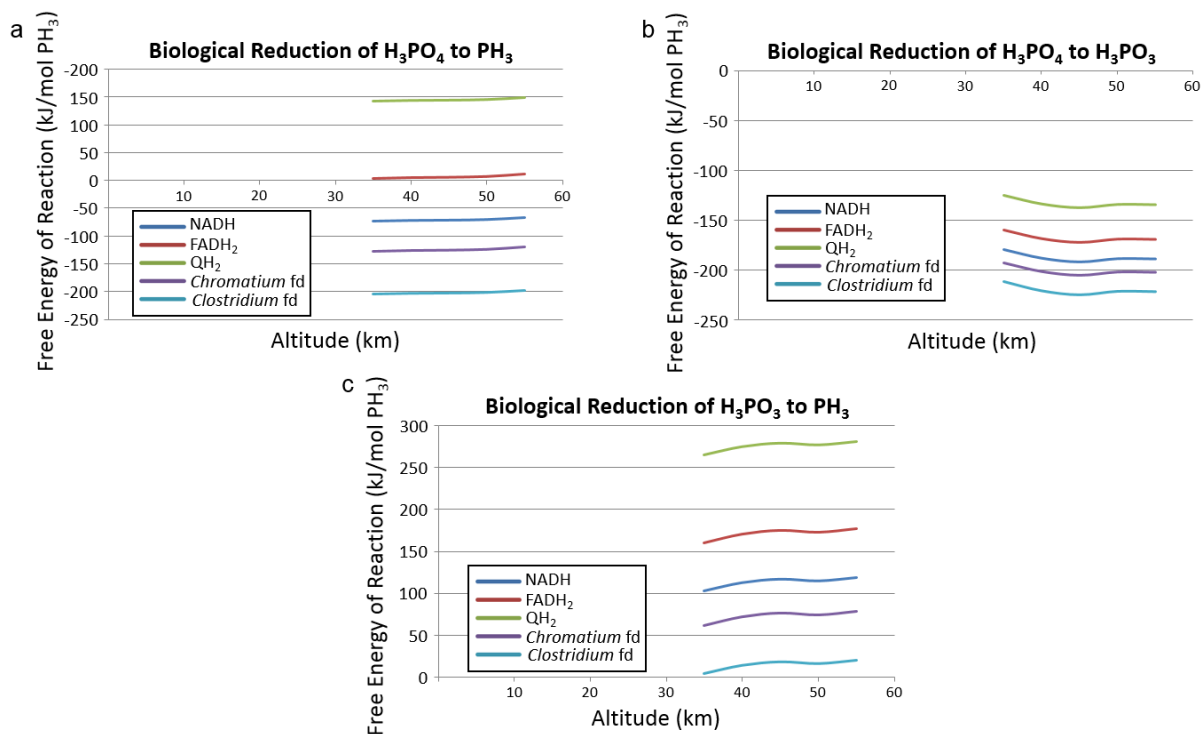 a
Biological Reduction of H₃PO₄ to PH₃
Free Energy of Reaction (kJ/mol PH₃)
-200
150
100
50
0
-50
-100
-150
-200
-250
10
20
30
40
50
60
NADH
FADH₂
QH₂
Chromatium fd
Clostridium fd
Altitude (km)
b
Biological Reduction of H₃PO₄ to H₃PO₃
Free Energy of Reaction (kJ/mol PH₃)
0
-50
-100
-150
-200
-250
10
20
30
40
50
60
NADH
FADH₂
QH₂
Chromatium fd
Clostridium fd
Altitude (km)
c
Biological Reduction of H₃PO₃ to PH₃
Free Energy of Reaction (kJ/mol PH₃)
300
250
200
150
100
50
0
10
20
30
40
50
60
NADH
FADH₂
QH₂
Chromatium fd
Clostridium fd
Altitude (km)